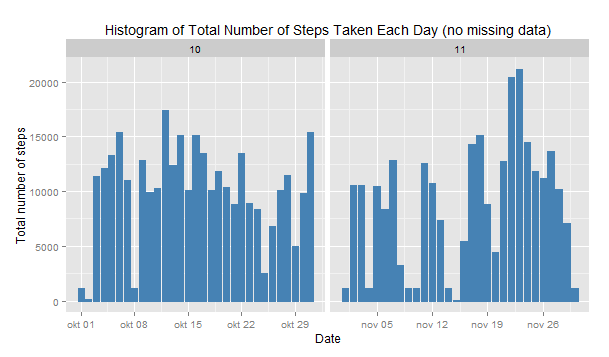 Histogram of Total Number of Steps Taken Each Day (no missing data)
10
11
Total number of steps
20000
15000
10000
5000
0
okt 01
okt 08
okt 15
okt 22
okt 29
nov 05
nov 12
nov 19
nov 26
Date